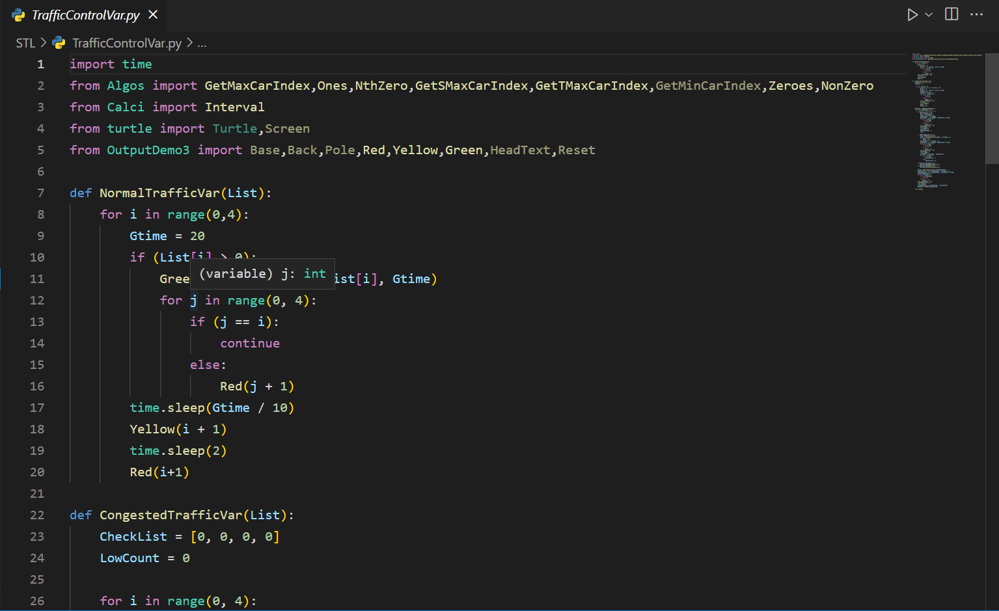 TrafficControlVar.py
STL > TrafficControlVar.py > ...
1 import time
2 from Algos import GetMaxCarIndex,Ones,NthZero,GetSMaxCarIndex,GetTMaxCarIndex,GetMinCarIndex,Zeroes,NonZero
3 from Calci import Interval
4 from turtle import Turtle,Screen
5 from OutputDemo3 import Base,Back,Pole,Red,Yellow,Green,HeadText,Reset
6
7 def NormalTrafficVar(List):
8 for i in range(0,4):
9 Gtime = 20
10 if (List[i] > 0):
(variable) j: int
11 Gree ist[i], Gtime)
12 for j in range(0, 4):
13 if (j == i):
14 continue
15 else:
16 Red(j + 1)
17 time.sleep(Gtime / 10)
18 Yellow(i + 1)
19 time.sleep(2)
20 Red(i+1)
21
22 def CongestedTrafficVar(List):
23 CheckList = [0, 0, 0, 0]
24 LowCount = 0
25
26 for i in range(0, 4):